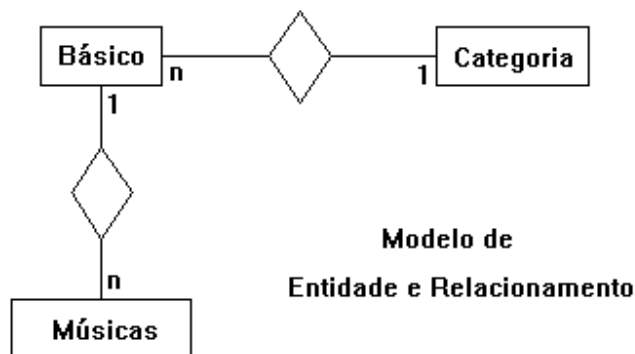 Básico
n
1
Categoria
1
n
Músicas
Modelo de
Entidade e Relacionamento